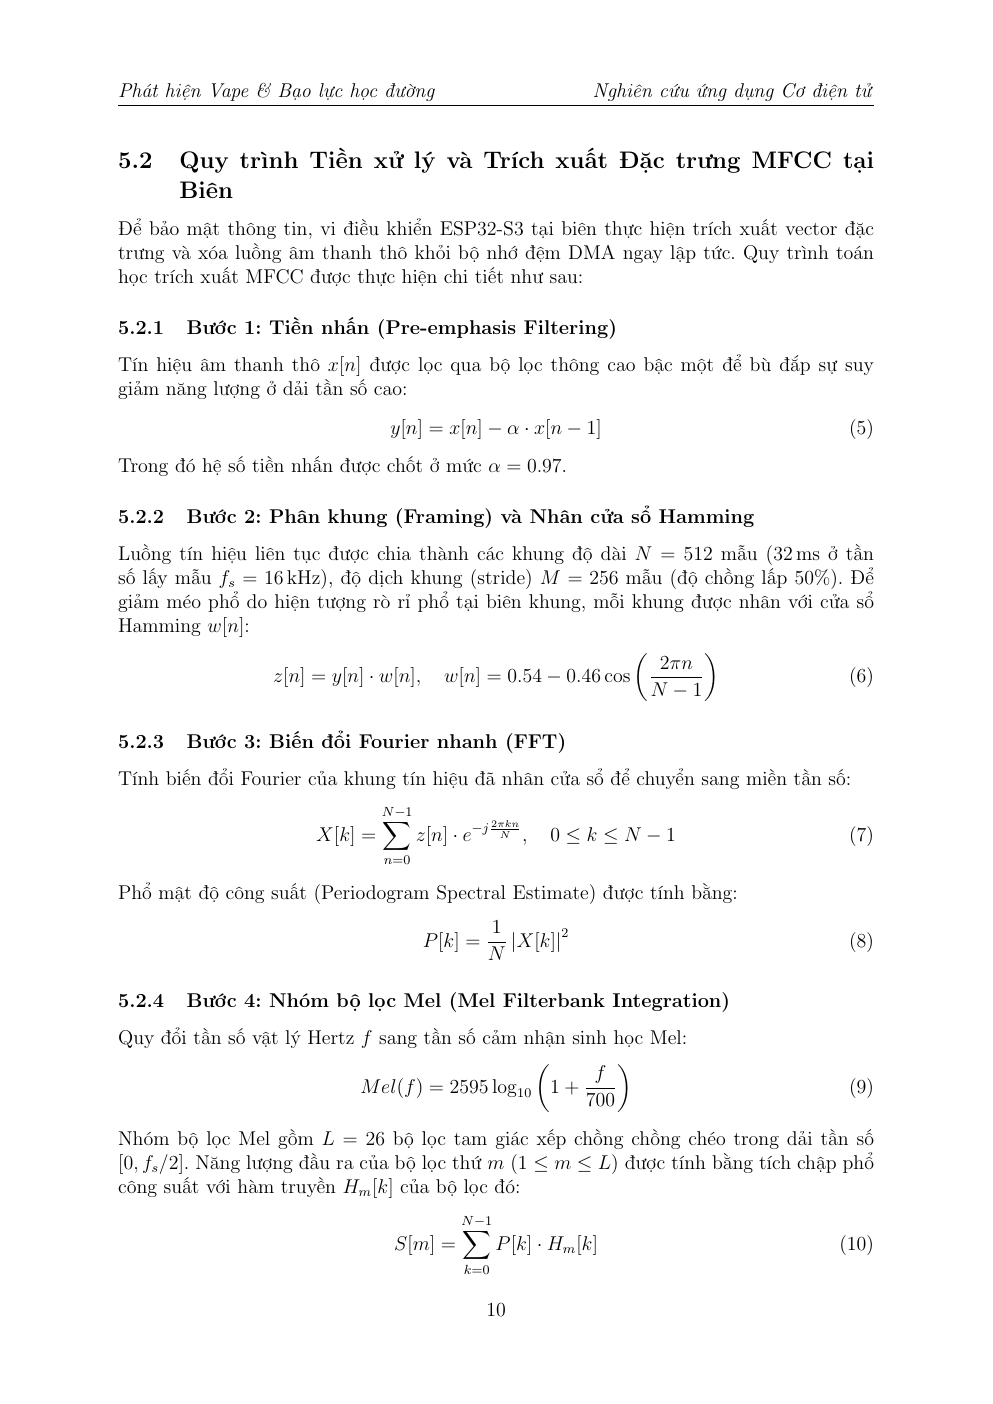 Phát hiện Vape & Bạo lực học đường Nghiên cứu ứng dụng Cơ điện tử
5.2 Quy trình Tiền xử lý và Trích xuất Đặc trưng MFCC tại
Biên
Để bảo mật thông tin, vi điều khiển ESP32-S3 tại biên thực hiện trích xuất vector đặc
trưng và xóa luồng âm thanh thô khỏi bộ nhớ đệm DMA ngay lập tức. Quy trình toán
học trích xuất MFCC được thực hiện chi tiết như sau:
5.2.1 Bước 1: Tiền nhấn (Pre-emphasis Filtering)
Tín hiệu âm thanh thô x[n] được lọc qua bộ lọc thông cao bậc một để bù đắp sự suy
giảm năng lượng ở dải tần số cao:
y[n] = x[n] − α · x[n − 1] (5)
Trong đó hệ số tiền nhấn được chốt ở mức α = 0.97.
5.2.2 Bước 2: Phân khung (Framing) và Nhân cửa sổ Hamming
Luồng tín hiệu liên tục được chia thành các khung độ dài N = 512 mẫu (32 ms ở tần
số lấy mẫu fₛ = 16 kHz), độ dịch khung (stride) M = 256 mẫu (độ chồng lấp 50%). Để
giảm méo phổ do hiện tượng rò rỉ phổ tại biên khung, mỗi khung được nhân với cửa sổ
Hamming w[n]:
z[n] = y[n] · w[n], w[n] = 0.54 − 0.46 cos(2πn / (N − 1)) (6)
5.2.3 Bước 3: Biến đổi Fourier nhanh (FFT)
Tính biến đổi Fourier của khung tín hiệu đã nhân cửa sổ để chuyển sang miền tần số:
X[k] = ∑_{n=0}^{N−1} z[n] · e^{−j 2πkn/N}, 0 ≤ k ≤ N − 1 (7)
Phổ mật độ công suất (Periodogram Spectral Estimate) được tính bằng:
P[k] = 1/N |X[k]|² (8)
5.2.4 Bước 4: Nhóm bộ lọc Mel (Mel Filterbank Integration)
Quy đổi tần số vật lý Hertz f sang tần số cảm nhận sinh học Mel:
Mel(f) = 2595 log₁₀(1 + f/700) (9)
Nhóm bộ lọc Mel gồm L = 26 bộ lọc tam giác xếp chồng chồng chéo trong dải tần số
[0, fₛ/2]. Năng lượng đầu ra của bộ lọc thứ m (1 ≤ m ≤ L) được tính bằng tích chập phổ
công suất với hàm truyền Hₘ[k] của bộ lọc đó:
S[m] = ∑_{k=0}^{N−1} P[k] · Hₘ[k] (10)
10